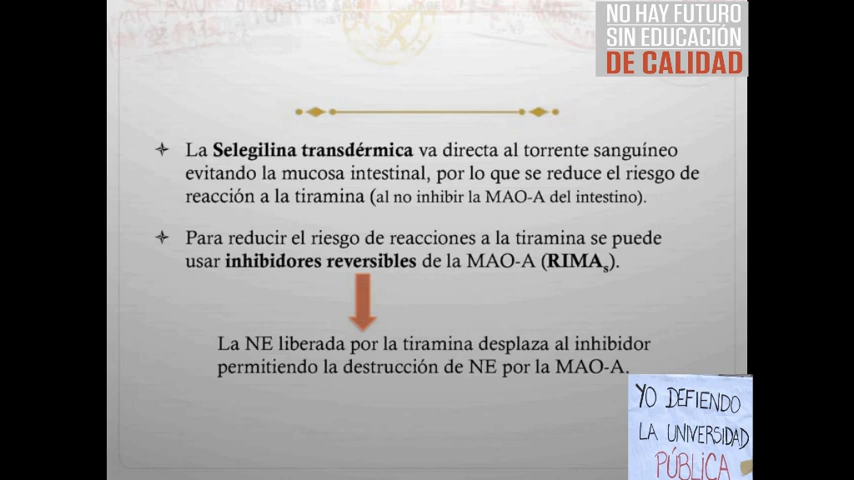 NO HAY FUTURO
SIN EDUCACIÓN
DE CALIDAD
La Selegilina transdérmica va directa al torrente sanguíneo
evitando la mucosa intestinal, por lo que se reduce el riesgo de
reacción a la tiramina (al no inhibir la MAO-A del intestino).
Para reducir el riesgo de reacciones a la tiramina se puede
usar inhibidores reversibles de la MAO-A (RIMAs).
La NE liberada por la tiramina desplaza al inhibidor
permitiendo la destrucción de NE por la MAO-A.
YO DEFIENDO
LA UNIVERSIDAD
PÚBLICA